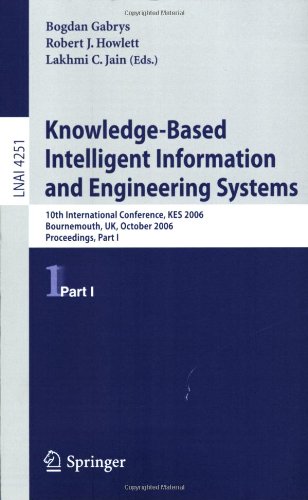 Bogdan Gabrys
Robert J. Howlett
Lakhmi C. Jain (Eds.)
LNAI 4251
Knowledge-Based
Intelligent Information
and Engineering Systems
10th International Conference, KES 2006
Bournemouth, UK, October 2006
Proceedings, Part I
1 Part I
Springer